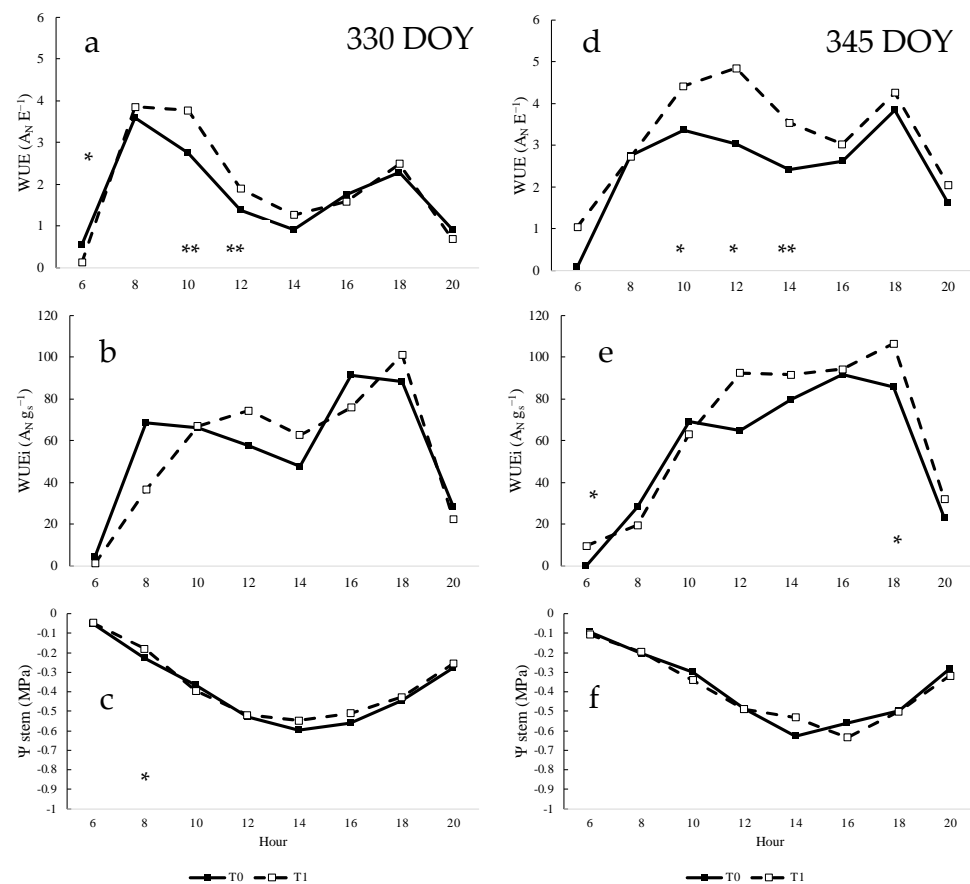 a
330 DOY
WUE (A_N E⁻¹)
6
5
4
3
2
1
0
*
**
**
6 8 10 12 14 16 18 20
d
345 DOY
WUE (A_N E⁻¹)
6
5
4
3
2
1
0
*
*
**
6 8 10 12 14 16 18 20
b
WUEi (A_N g_s⁻¹)
120
100
80
60
40
20
0
6 8 10 12 14 16 18 20
e
WUEi (A_N g_s⁻¹)
120
100
80
60
40
20
0
*
*
6 8 10 12 14 16 18 20
c
Ψ stem (MPa)
0
-0.1
-0.2
-0.3
-0.4
-0.5
-0.6
-0.7
-0.8
-0.9
-1
*
6 8 10 12 14 16 18 20
Hour
T0 T1
f
Ψ stem (MPa)
0
-0.1
-0.2
-0.3
-0.4
-0.5
-0.6
-0.7
-0.8
-0.9
-1
6 8 10 12 14 16 18 20
Hour
T0 T1